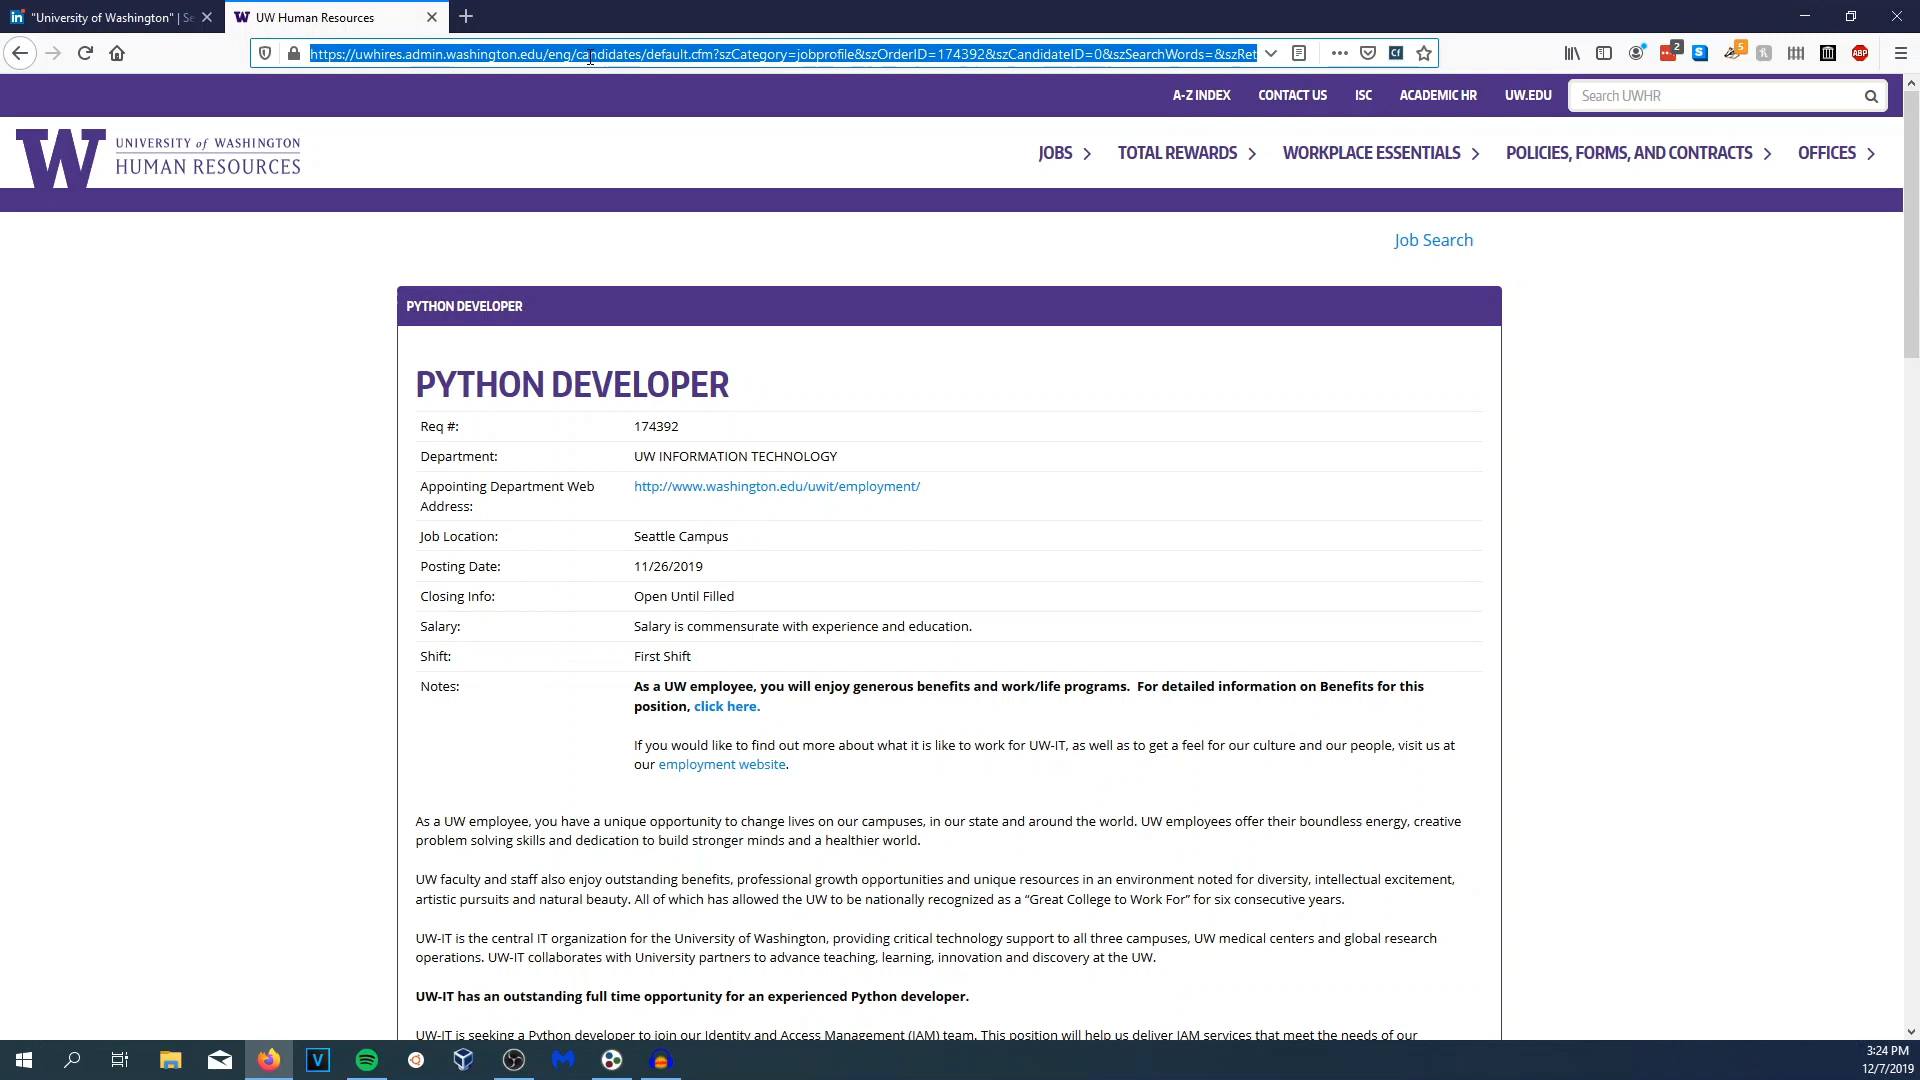 "University of Washington" | Se
UW Human Resources
https://uwhires.admin.washington.edu/eng/candidates/default.cfm?szCategory=jobprofile&szOrderID=174392&szCandidateID=0&szSearchWords=&szRet
2
5
A-Z INDEX CONTACT US ISC ACADEMIC HR UW.EDU Search UWHR
W UNIVERSITY of WASHINGTON
HUMAN RESOURCES
JOBS TOTAL REWARDS WORKPLACE ESSENTIALS POLICIES, FORMS, AND CONTRACTS OFFICES
Job Search
PYTHON DEVELOPER
PYTHON DEVELOPER
Req #: 174392
Department: UW INFORMATION TECHNOLOGY
Appointing Department Web Address: http://www.washington.edu/uwit/employment/
Job Location: Seattle Campus
Posting Date: 11/26/2019
Closing Info: Open Until Filled
Salary: Salary is commensurate with experience and education.
Shift: First Shift
Notes: As a UW employee, you will enjoy generous benefits and work/life programs. For detailed information on Benefits for this
position, click here.
If you would like to find out more about what it is like to work for UW-IT, as well as to get a feel for our culture and our people, visit us at
our employment website.
As a UW employee, you have a unique opportunity to change lives on our campuses, in our state and around the world. UW employees offer their boundless energy, creative
problem solving skills and dedication to build stronger minds and a healthier world.
UW faculty and staff also enjoy outstanding benefits, professional growth opportunities and unique resources in an environment noted for diversity, intellectual excitement,
artistic pursuits and natural beauty. All of which has allowed the UW to be nationally recognized as a “Great College to Work For” for six consecutive years.
UW-IT is the central IT organization for the University of Washington, providing critical technology support to all three campuses, UW medical centers and global research
operations. UW-IT collaborates with University partners to advance teaching, learning, innovation and discovery at the UW.
UW-IT has an outstanding full time opportunity for an experienced Python developer.
UW-IT is seeking a Python developer to join our Identity and Access Management (IAM) team. This position will help us deliver IAM services that meet the needs of our
3:24 PM
12/7/2019